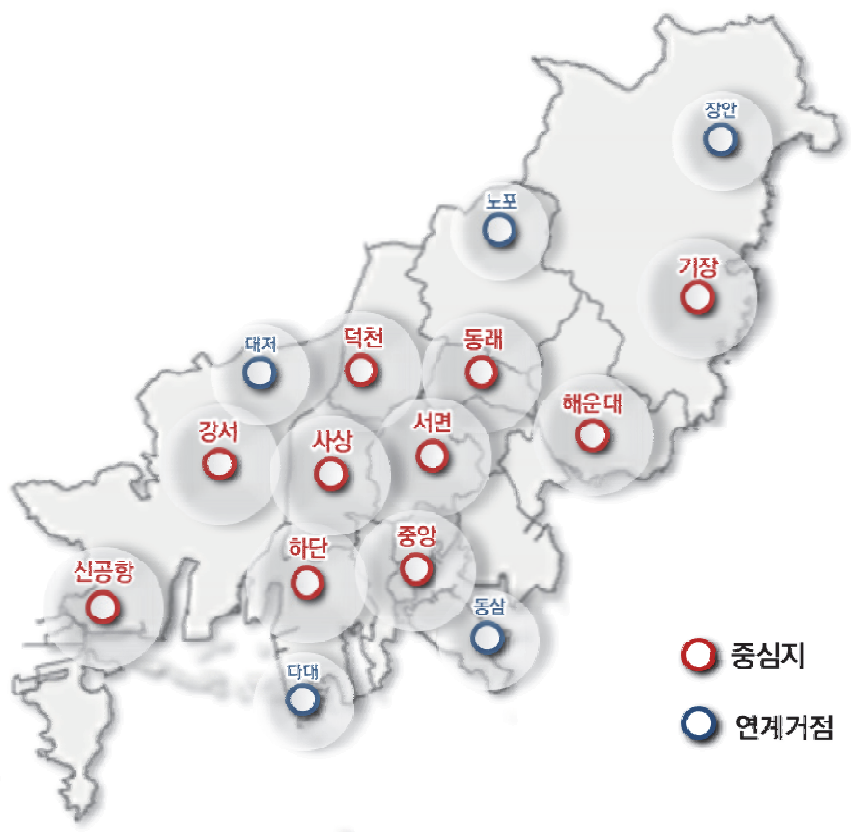 장안
노포
기장
덕천
동래
대저
해운대
서면
강서
사상
중앙
하단
신공항
동삼
중심지
다대
연계거점